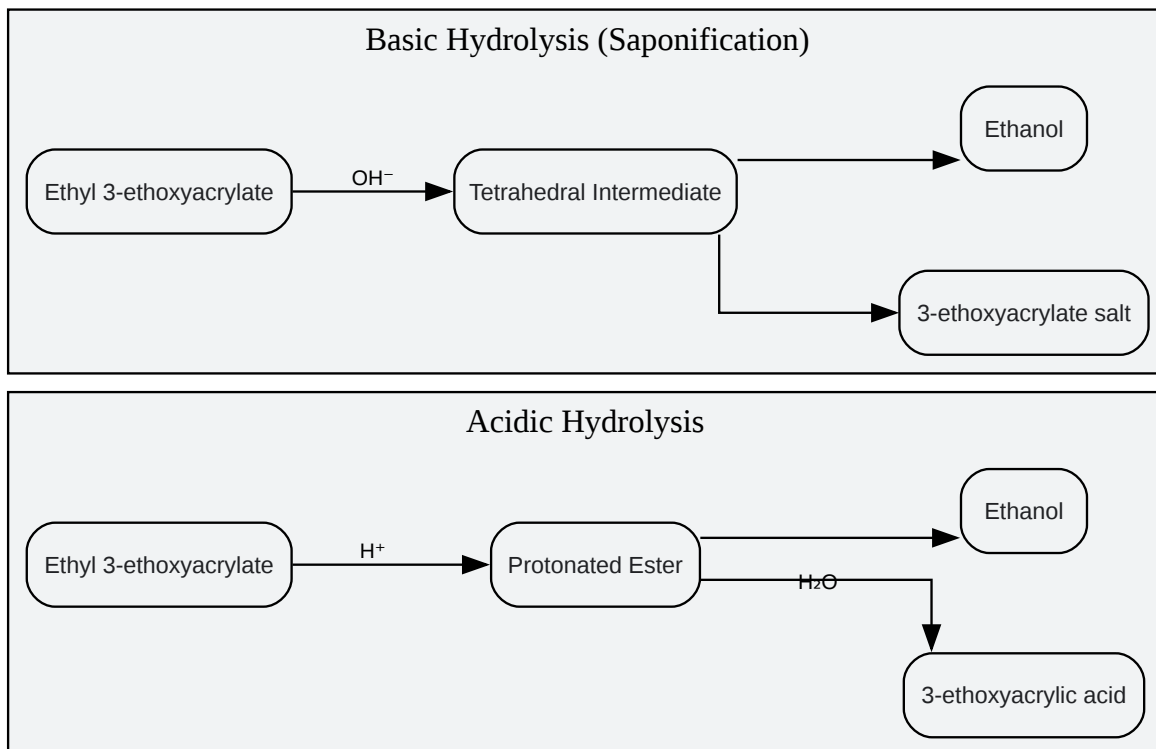 Basic Hydrolysis (Saponification)
Ethanol
Ethyl 3-ethoxyacrylate
OH⁻
Tetrahedral Intermediate
3-ethoxyacrylate salt
Acidic Hydrolysis
Ethanol
Ethyl 3-ethoxyacrylate
H⁺
Protonated Ester
H₂O
3-ethoxyacrylic acid